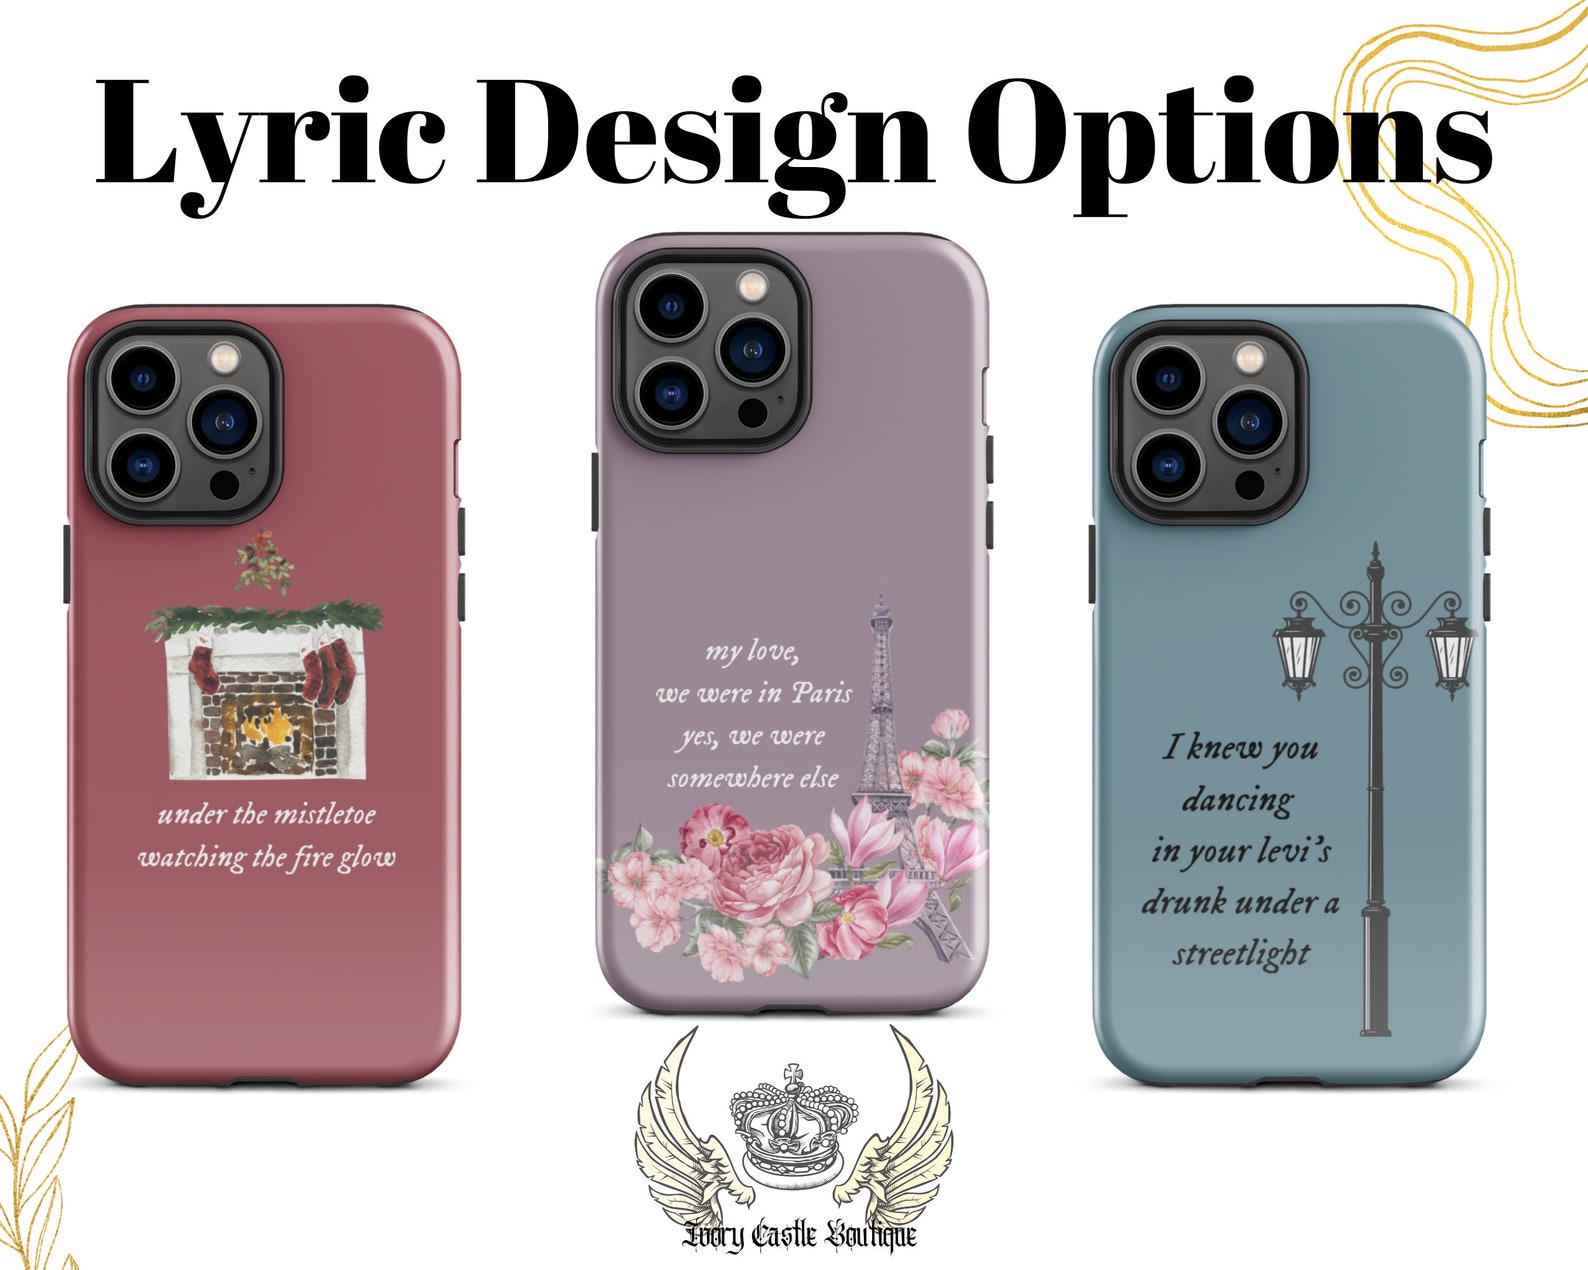 Lyric Design Options
under the mistletoe
watching the fire glow
my love,
we were in Paris
yes, we were
somewhere else
I knew you
dancing
in your levi's
drunk under a
streetlight
Ivory Castle Boutique